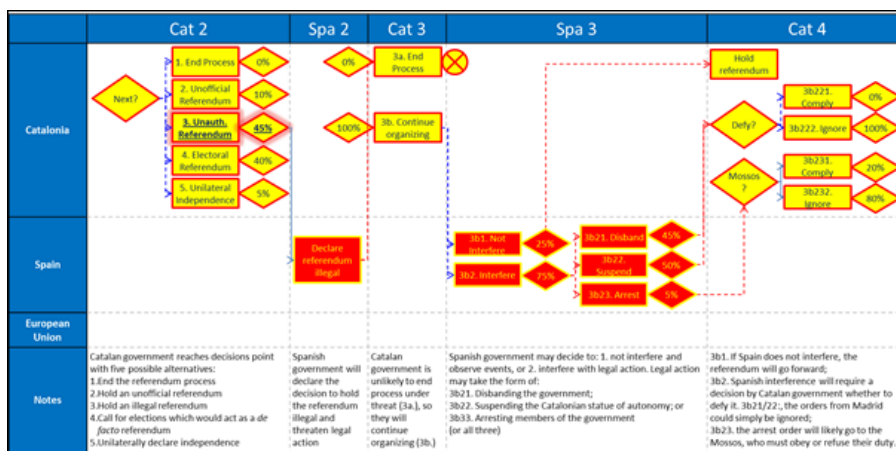 Cat 2
Spa 2
Cat 3
Spa 3
Cat 4
Catalonia
Next?
1. End Process
0%
2. Unofficial
Referendum
10%
3. Unauth.
Referendum
45%
4. Electoral
Referendum
40%
5. Unilateral
Independence
5%
0%
3a. End
Process
100%
3b. Continue
organizing
Hold
referendum
Defy?
3b221.
Comply
0%
3b222. Ignore
100%
Mossos
?
3b231.
Comply
20%
3b232.
Ignore
80%
Spain
Declare
referendum
illegal
3b1. Not
Interfere
25%
3b2. Interfere
75%
3b21. Disband
45%
3b22.
Suspend
50%
3b23. Arrest
5%
European
Union
Notes
Catalan government reaches decisions point
with five possible alternatives:
1.End the referendum process
2.Hold an unofficial referendum
3.Hold an illegal referendum
4.Call for elections which would act as a de
facto referendum
5.Unilaterally declare independence
Spanish
government will
declare the
decision to hold
the referendum
illegal and
threaten legal
action
Catalan
government is
unlikely to end
process under
threat (3a.), so
they will
continue
organizing (3b.)
Spanish government may decide to: 1. not interfere and
observe events, or 2. interfere with legal action. Legal action
may take the form of:
3b21. Disbanding the government;
3b22. Suspending the Catalonian statue of autonomy; or
3b33. Arresting members of the government
(or all three)
3b1. If Spain does not interfere, the
referendum will go forward;
3b2. Spanish interference will require a
decision by Catalan government whether to
defy it. 3b21/22:, the orders from Madrid
could simply be ignored;
3b23. the arrest order will likely go to the
Mossos, who must obey or refuse their duty.